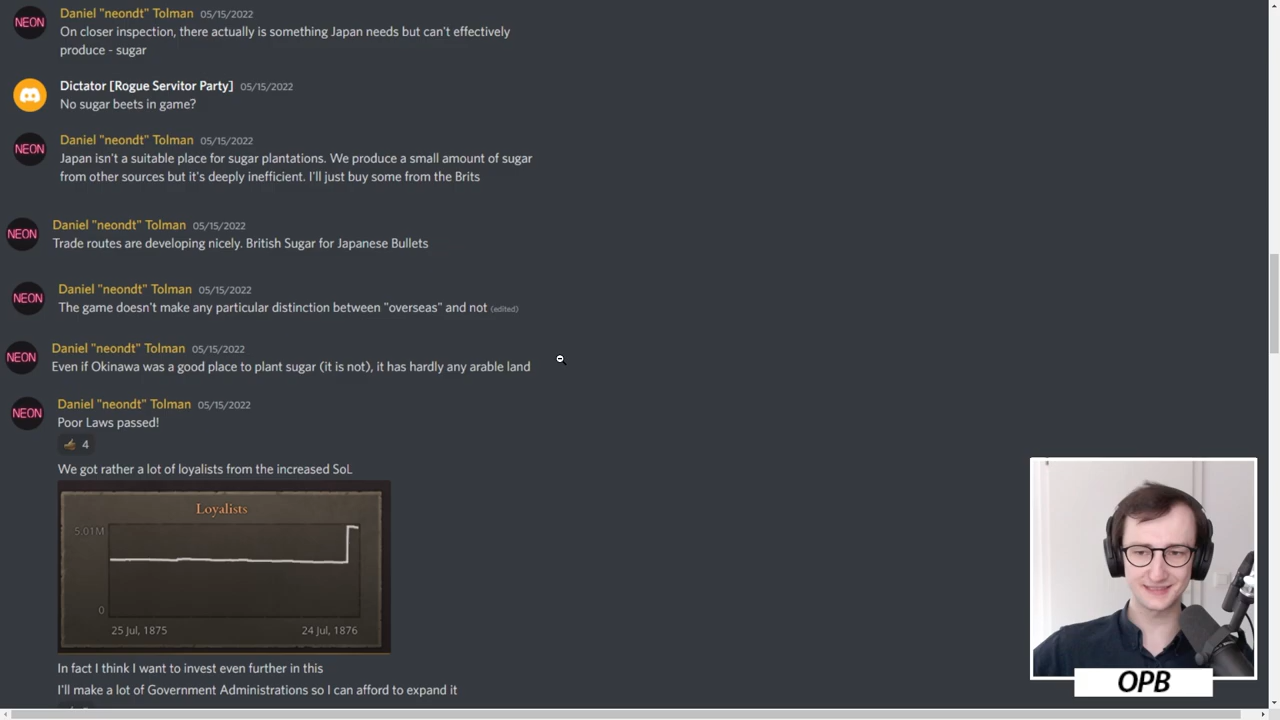 NEON
Daniel "neondt" Tolman 05/15/2022
On closer inspection, there actually is something Japan needs but can't effectively
produce - sugar
Dictator [Rogue Servitor Party] 05/15/2022
No sugar beets in game?
NEON
Daniel "neondt" Tolman 05/15/2022
Japan isn't a suitable place for sugar plantations. We produce a small amount of sugar
from other sources but it's deeply inefficient. I'll just buy some from the Brits
NEON
Daniel "neondt" Tolman 05/15/2022
Trade routes are developing nicely. British Sugar for Japanese Bullets
NEON
Daniel "neondt" Tolman 05/15/2022
The game doesn't make any particular distinction between "overseas" and not (edited)
NEON
Daniel "neondt" Tolman 05/15/2022
Even if Okinawa was a good place to plant sugar (it is not), it has hardly any arable land
NEON
Daniel "neondt" Tolman 05/15/2022
Poor Laws passed!
4
We got rather a lot of loyalists from the increased SoL
Loyalists
5.01M
0
25 Jul, 1875 24 Jul, 1876
In fact I think I want to invest even further in this
I'll make a lot of Government Administrations so I can afford to expand it
OPB